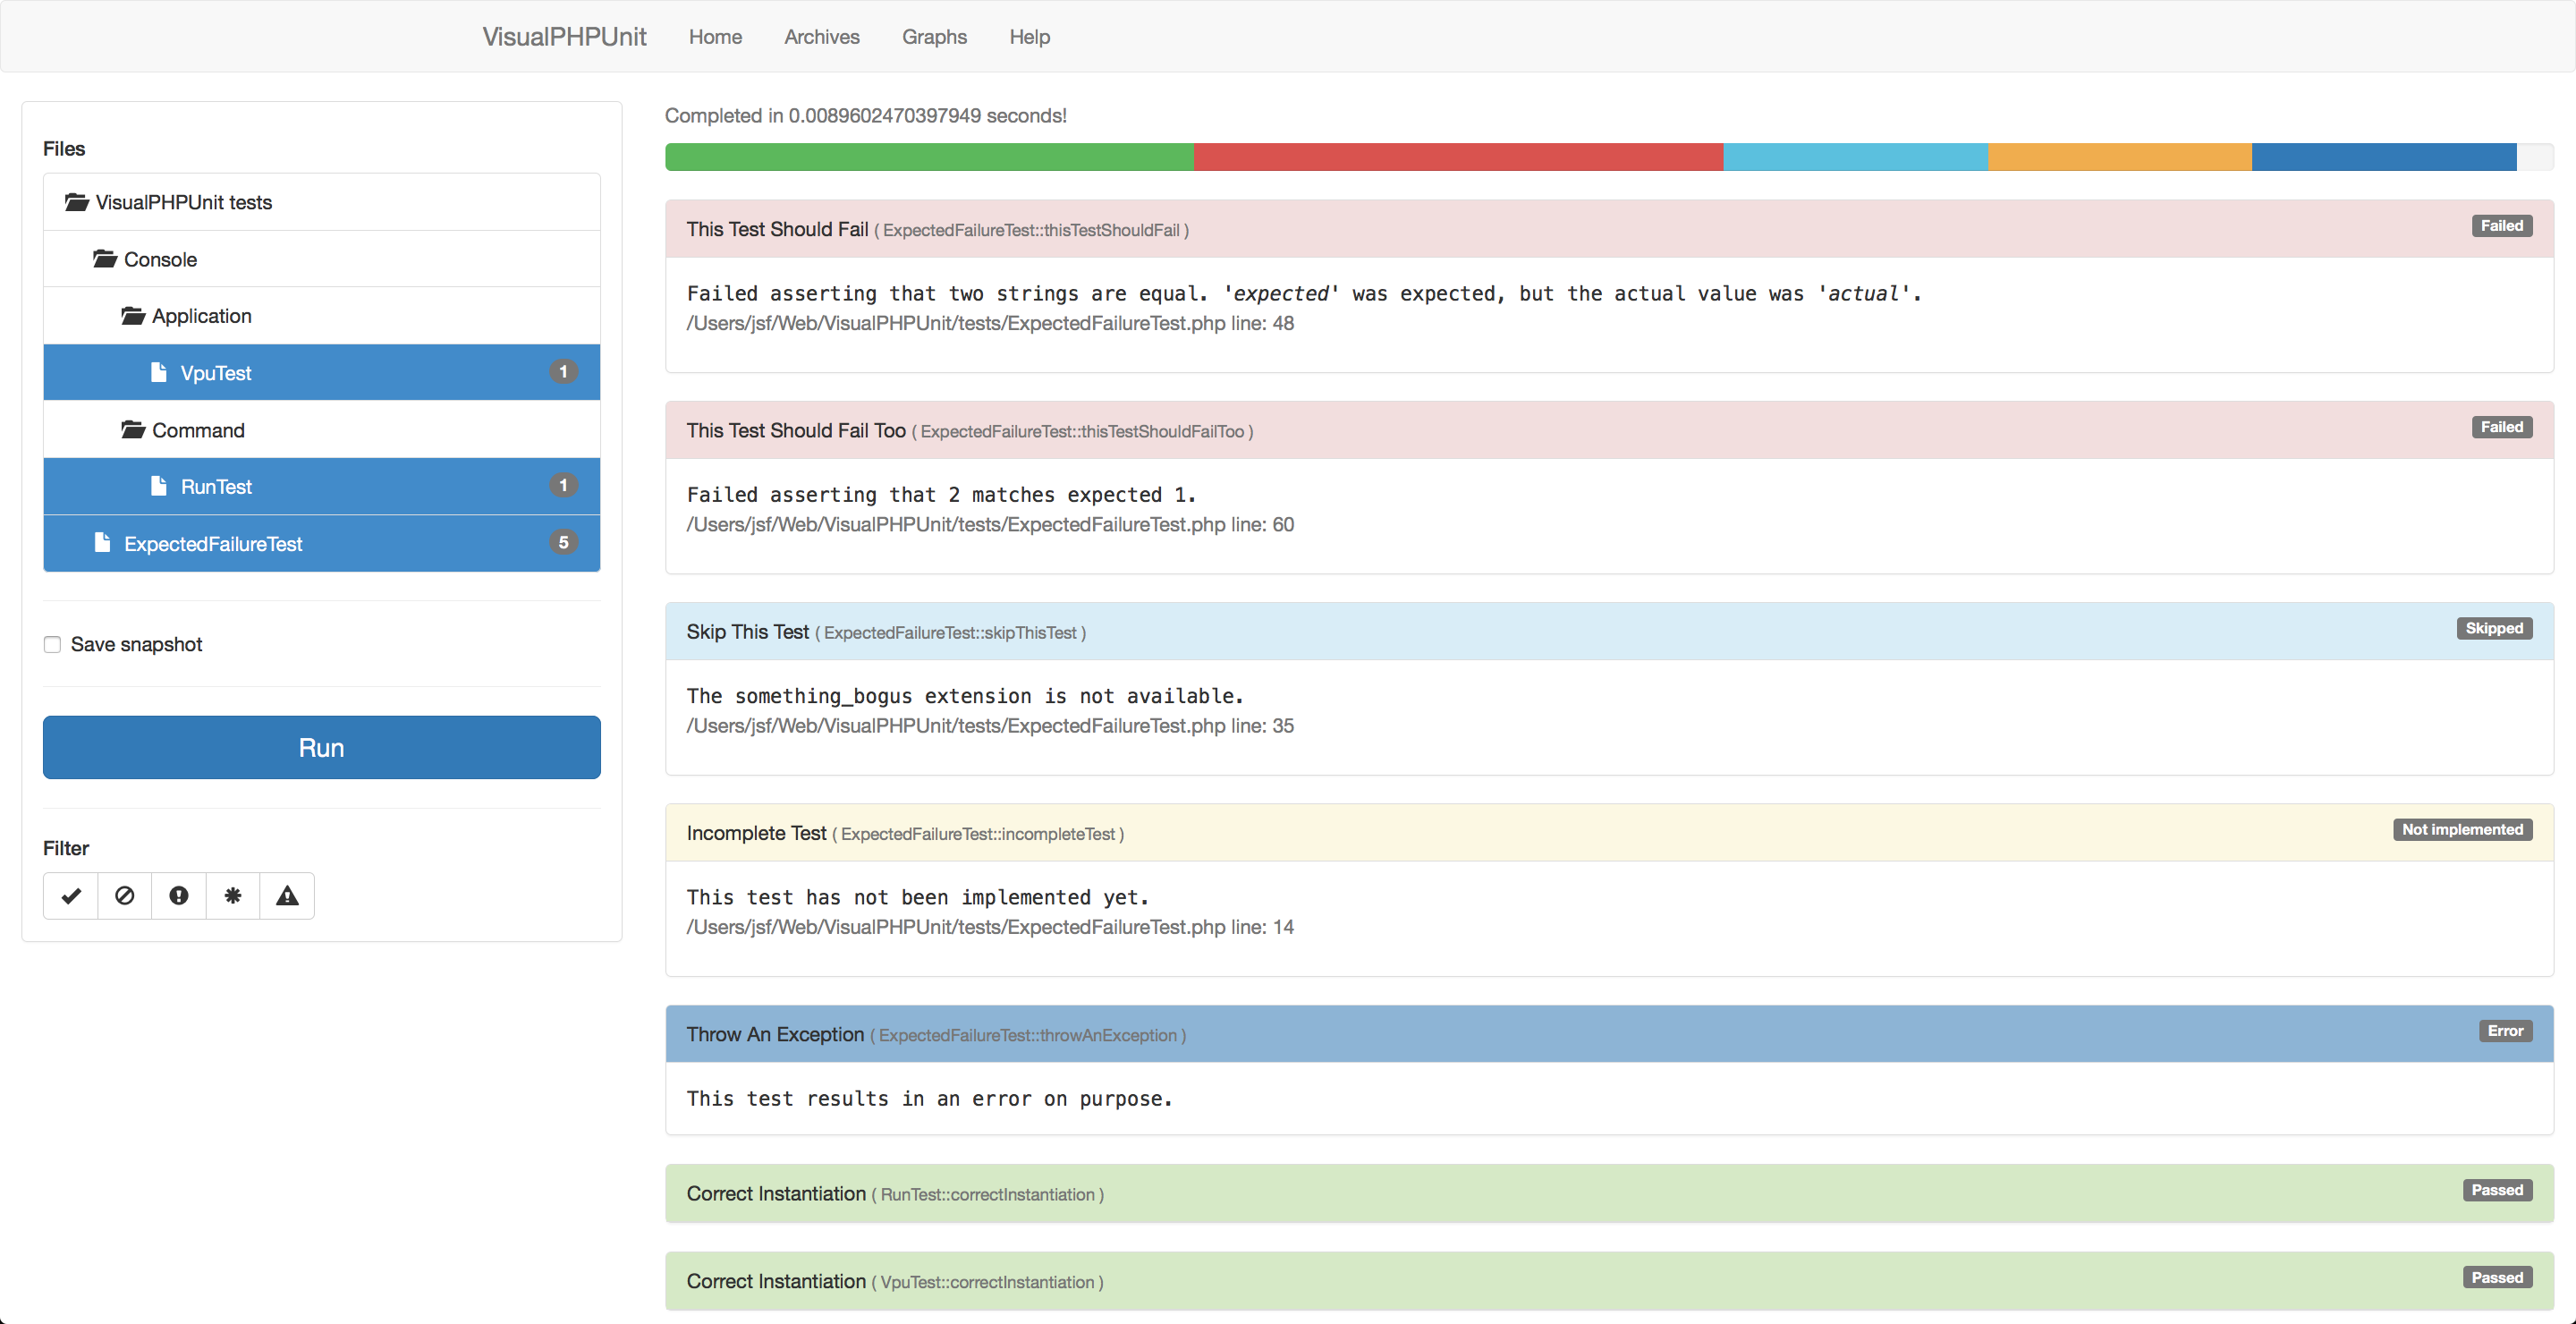 VisualPHPUnit Home Archives Graphs Help
Files
VisualPHPUnit tests
Console
Application
VpuTest 1
Command
RunTest 1
ExpectedFailureTest 5
Save snapshot
Run
Filter
Completed in 0.0089602470397949 seconds!
This Test Should Fail ( ExpectedFailureTest::thisTestShouldFail ) Failed
Failed asserting that two strings are equal. 'expected' was expected, but the actual value was 'actual'.
/Users/jsf/Web/VisualPHPUnit/tests/ExpectedFailureTest.php line: 48
This Test Should Fail Too ( ExpectedFailureTest::thisTestShouldFailToo ) Failed
Failed asserting that 2 matches expected 1.
/Users/jsf/Web/VisualPHPUnit/tests/ExpectedFailureTest.php line: 60
Skip This Test ( ExpectedFailureTest::skipThisTest ) Skipped
The something_bogus extension is not available.
/Users/jsf/Web/VisualPHPUnit/tests/ExpectedFailureTest.php line: 35
Incomplete Test ( ExpectedFailureTest::incompleteTest ) Not implemented
This test has not been implemented yet.
/Users/jsf/Web/VisualPHPUnit/tests/ExpectedFailureTest.php line: 14
Throw An Exception ( ExpectedFailureTest::throwAnException ) Error
This test results in an error on purpose.
Correct Instantiation ( RunTest::correctInstantiation ) Passed
Correct Instantiation ( VpuTest::correctInstantiation ) Passed